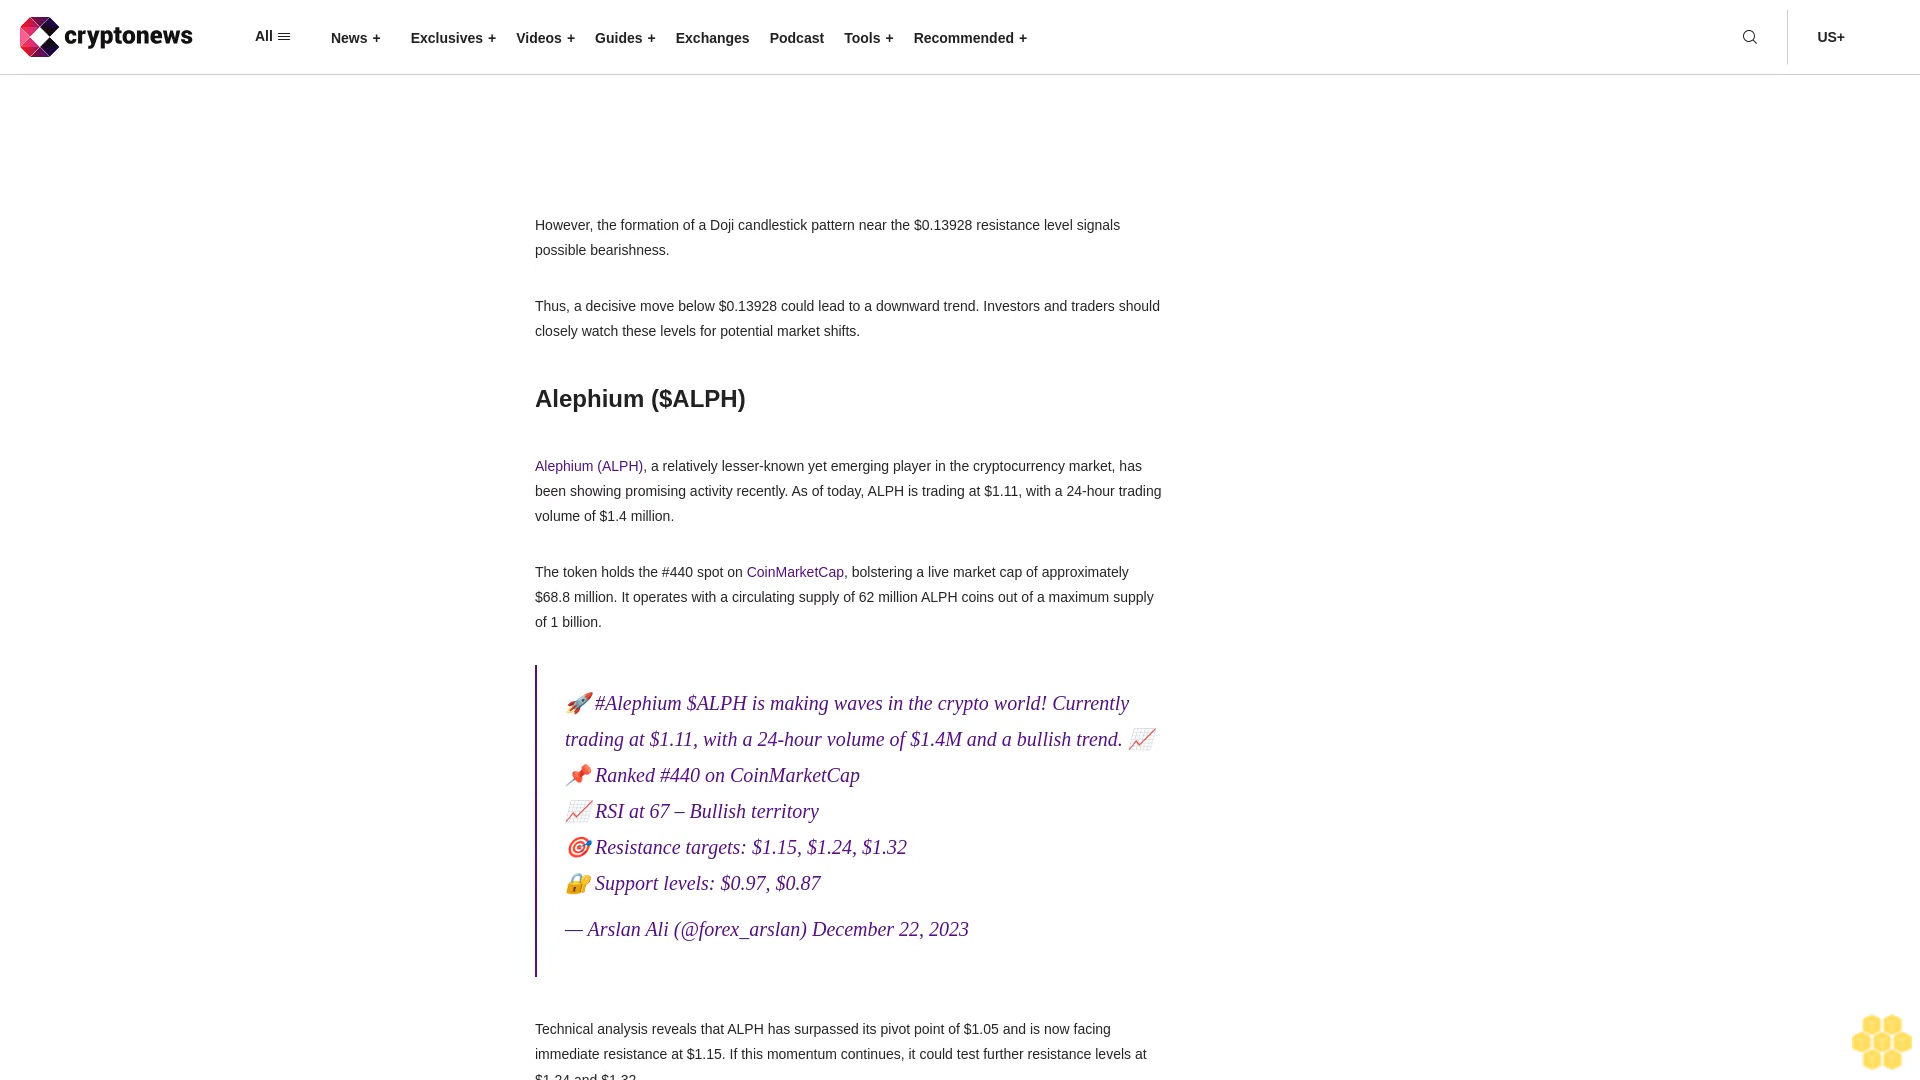 cryptonews
All
News +
Exclusives +
Videos +
Guides +
Exchanges
Podcast
Tools +
Recommended +
US+
However, the formation of a Doji candlestick pattern near the $0.13928 resistance level signals
possible bearishness.
Thus, a decisive move below $0.13928 could lead to a downward trend. Investors and traders should
closely watch these levels for potential market shifts.
Alephium ($ALPH)
Alephium (ALPH), a relatively lesser-known yet emerging player in the cryptocurrency market, has
been showing promising activity recently. As of today, ALPH is trading at $1.11, with a 24-hour trading
volume of $1.4 million.
The token holds the #440 spot on CoinMarketCap, bolstering a live market cap of approximately
$68.8 million. It operates with a circulating supply of 62 million ALPH coins out of a maximum supply
of 1 billion.
🚀 #Alephium $ALPH is making waves in the crypto world! Currently
trading at $1.11, with a 24-hour volume of $1.4M and a bullish trend. 📈
📌 Ranked #440 on CoinMarketCap
📈 RSI at 67 – Bullish territory
🎯 Resistance targets: $1.15, $1.24, $1.32
🔐 Support levels: $0.97, $0.87
— Arslan Ali (@forex_arslan) December 22, 2023
Technical analysis reveals that ALPH has surpassed its pivot point of $1.05 and is now facing
immediate resistance at $1.15. If this momentum continues, it could test further resistance levels at
$1.24 and $1.32.